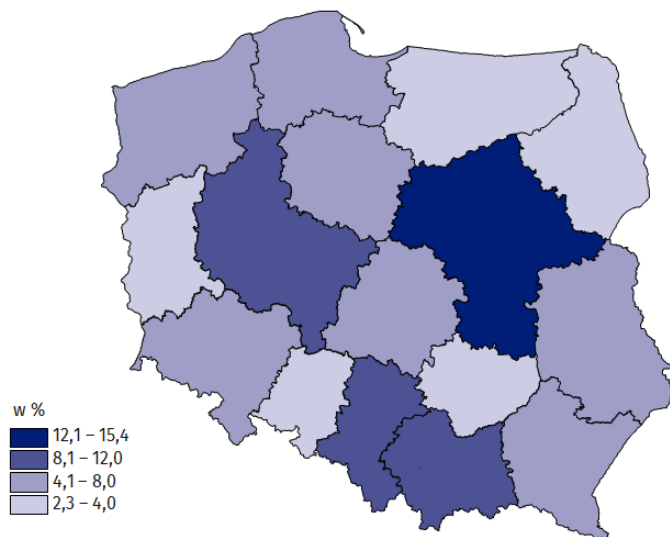 w %
12,1 – 15,4
8,1 – 12,0
4,1 – 8,0
2,3 – 4,0